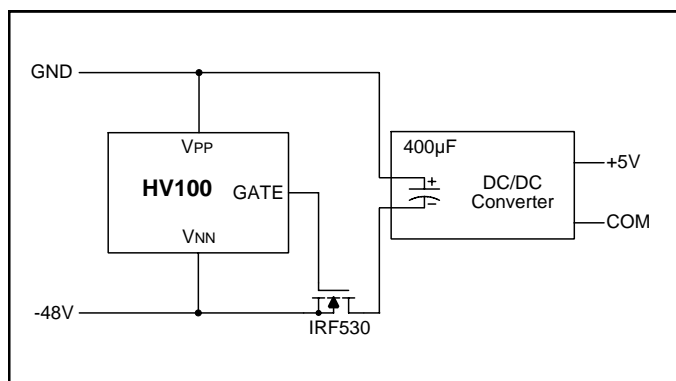 GND
VPP
HV100
GATE
VNN
-48V
IRF530
400µF
+
−
DC/DC
Converter
+5V
COM